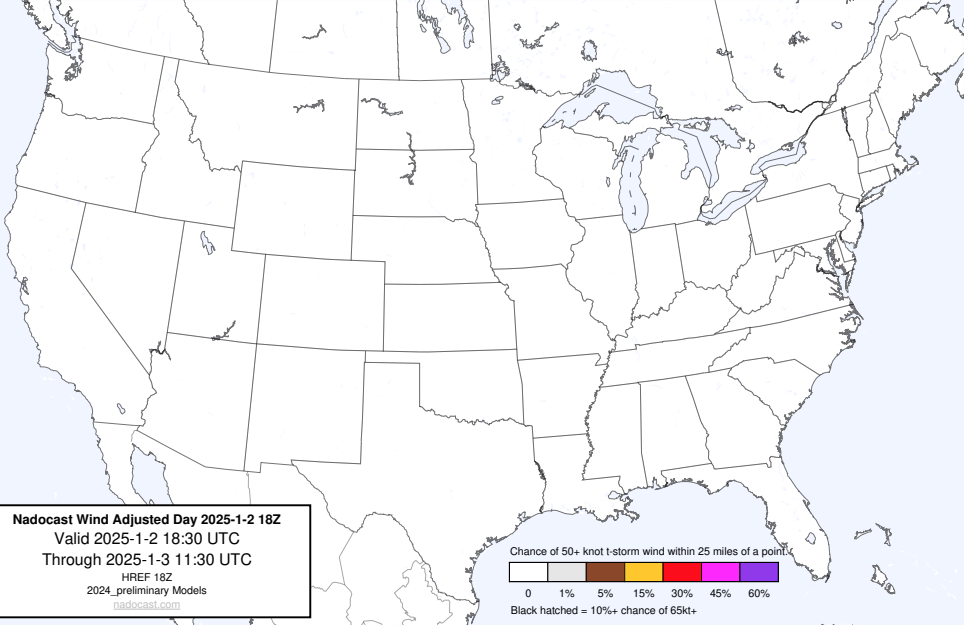 Nadocast Wind Adjusted Day 2025-1-2 18Z
Valid 2025-1-2 18:30 UTC
Through 2025-1-3 11:30 UTC
HREF 18Z
2024_preliminary Models
nadocast.com
Chance of 50+ knot t-storm wind within 25 miles of a point.
0 1% 5% 15% 30% 45% 60%
Black hatched = 10%+ chance of 65kt+